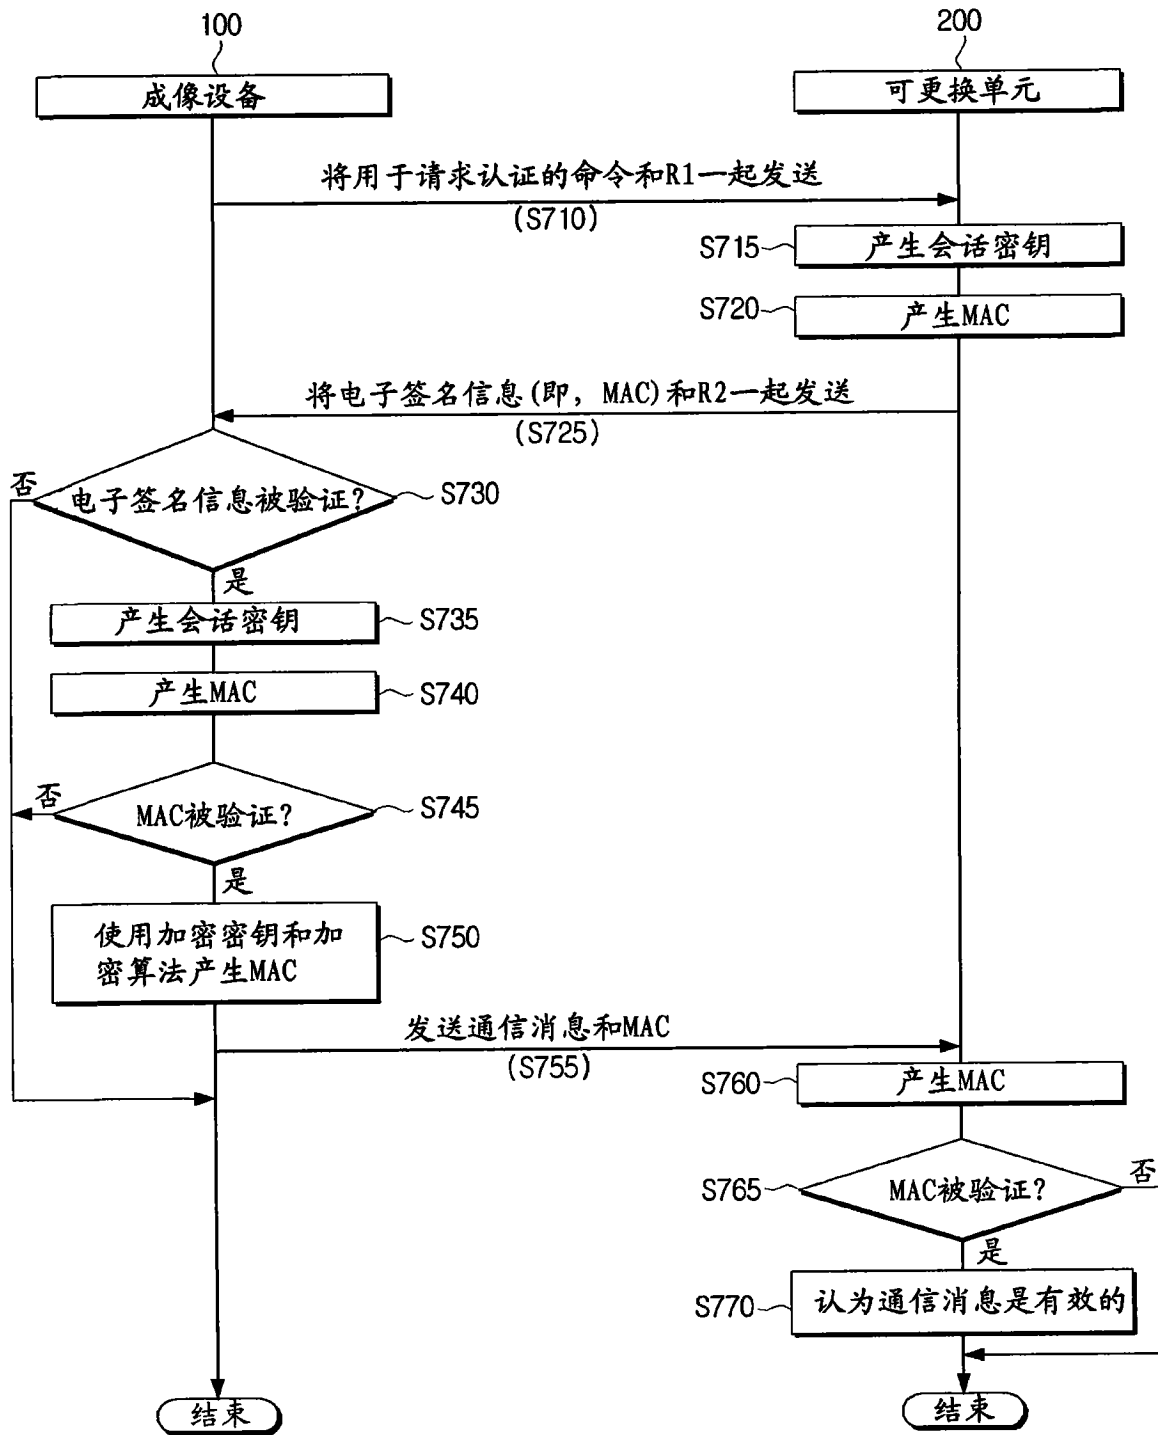 100
200
成像设备
可更换单元
将用于请求认证的命令和R1一起发送
(S710)
S715
产生会话密钥
S720
产生MAC
将电子签名信息(即，MAC)和R2一起发送
(S725)
否
电子签名信息被验证?
S730
是
产生会话密钥
S735
产生MAC
S740
否
MAC被验证?
S745
是
使用加密密钥和加
密算法产生MAC
S750
发送通信消息和MAC
(S755)
S760
产生MAC
S765
MAC被验证?
否
是
S770
认为通信消息是有效的
结束
结束